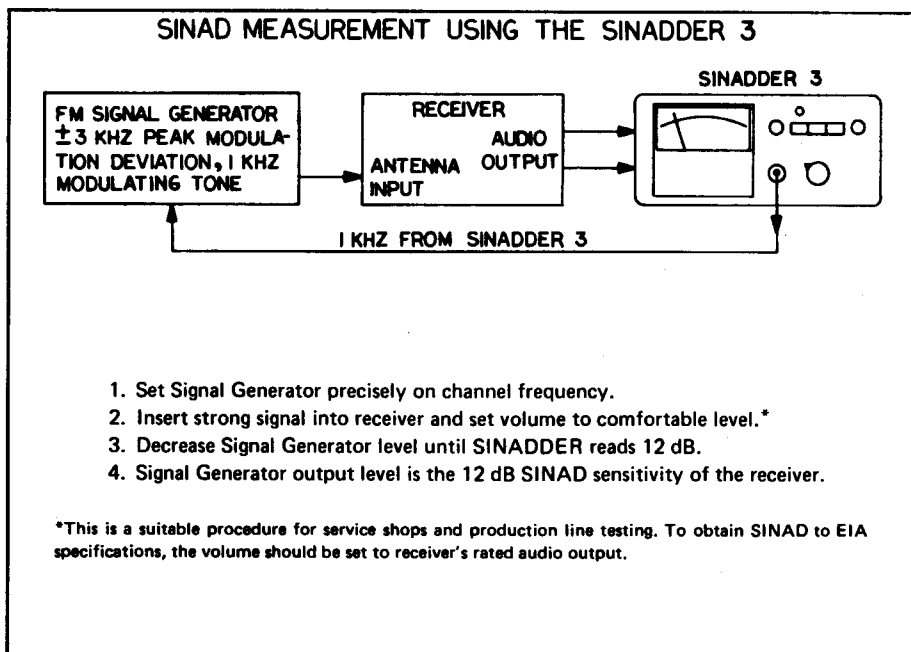 SINAD MEASUREMENT USING THE SINADDER 3
SINADDER 3
FM SIGNAL GENERATOR
±3 KHZ PEAK MODULA-
TION DEVIATION, 1 KHZ
MODULATING TONE
RECEIVER
AUDIO
OUTPUT
ANTENNA
INPUT
1 KHZ FROM SINADDER 3
1. Set Signal Generator precisely on channel frequency.
2. Insert strong signal into receiver and set volume to comfortable level.*
3. Decrease Signal Generator level until SINADDER reads 12 dB.
4. Signal Generator output level is the 12 dB SINAD sensitivity of the receiver.
*This is a suitable procedure for service shops and production line testing. To obtain SINAD to EIA
specifications, the volume should be set to receiver's rated audio output.